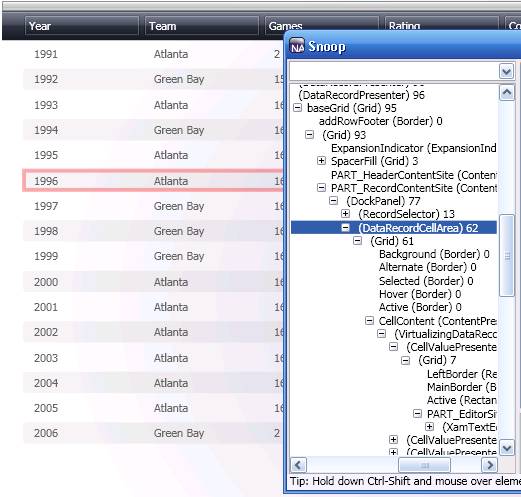 Year Team Games Rating Co
1991 Atlanta 2
1992 Green Bay 15
1993 Atlanta 16
1994 Green Bay 16
1995 Atlanta 16
1996 Atlanta 16
1997 Green Bay 16
1998 Green Bay 16
1999 Green Bay 16
2000 Atlanta 16
2001 Atlanta 16
2002 Atlanta 16
2003 Atlanta 16
2004 Atlanta 16
2005 Atlanta 16
2006 Green Bay 2
NA Snoop
(DataRecordPresenter) 96
baseGrid (Grid) 95
addRowFooter (Border) 0
(Grid) 93
ExpansionIndicator (ExpansionInd
SpacerFill (Grid) 3
PART_HeaderContentSite (Conten
PART_RecordContentSite (Conten
(DockPanel) 77
(RecordSelector) 13
(DataRecordCellArea) 62
(Grid) 61
Background (Border) 0
Alternate (Border) 0
Selected (Border) 0
Hover (Border) 0
Active (Border) 0
CellContent (ContentPre
(VirtualizingDataReco
(CellValuePresente
(Grid) 7
LeftBorder (Re
MainBorder (B
Active (Rectan
PART_EditorSi
(XamTextE
(CellValuePresente
(CellValuePresente
Tip: Hold down Ctrl-Shift and mouse over eleme